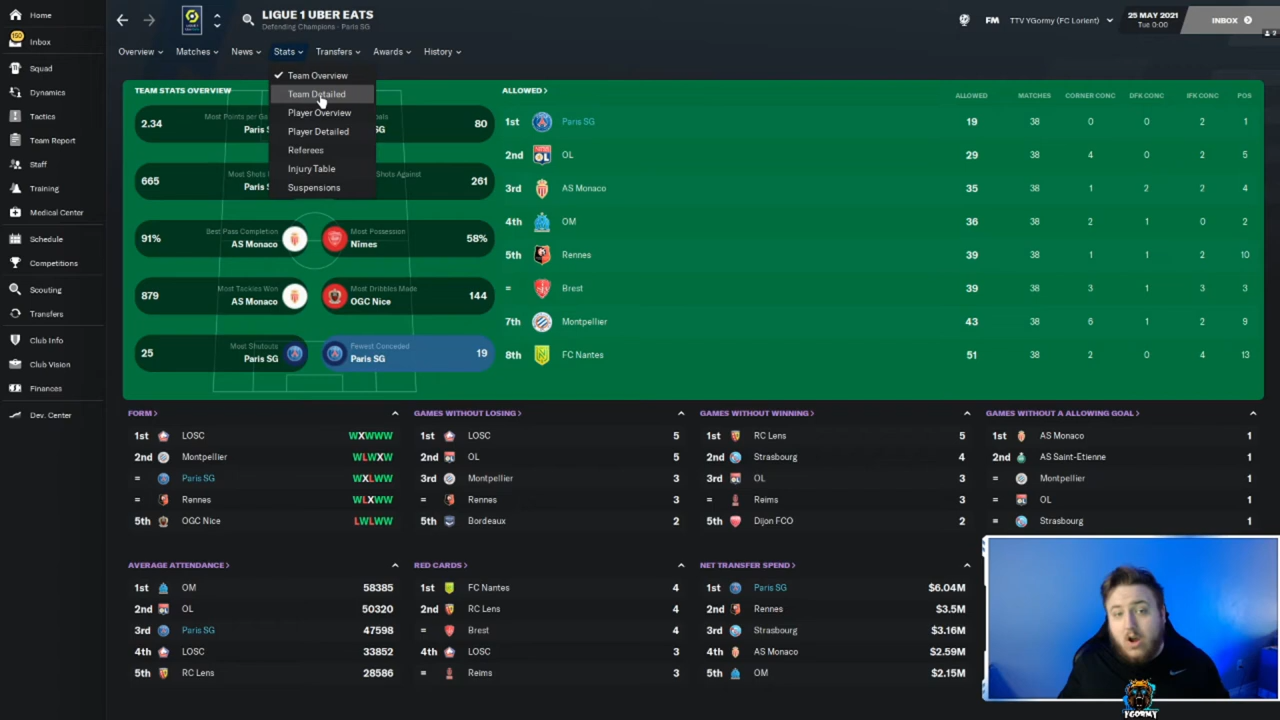 Home
150
Inbox
Squad
Dynamics
Tactics
Team Report
Staff
Training
Medical Center
Schedule
Competitions
Scouting
Transfers
Club Info
Club Vision
Finances
Dev. Center
LIGUE 1 UBER EATS
Defending Champions - Paris SG
FM TTV YGormy (FC Lorient)
25 MAY 2021
Tue 0:00
INBOX
2
Overview Matches News Stats Transfers Awards History
Team Overview
Team Detailed
Player Overview
Player Detailed
Referees
Injury Table
Suspensions
TEAM STATS OVERVIEW
2.34 Most Points per Ga
Paris S
80
665 Most Shots
Paris S
Shots Against
261
91% Best Pass Completion
AS Monaco
Most Possession
Nîmes
58%
879 Most Tackles Won
AS Monaco
Most Dribbles Made
OGC Nice
144
25 Most Shutouts
Paris SG
Fewest Conceded
Paris SG
19
ALLOWED ALLOWED MATCHES CORNER CONC DFK CONC IFK CONC POS
1st Paris SG 19 38 0 0 2 1
2nd OL 29 38 4 0 2 5
3rd AS Monaco 35 38 1 2 2 4
4th OM 36 38 2 1 0 2
5th Rennes 39 38 1 1 2 10
= Brest 39 38 3 1 3 3
7th Montpellier 43 38 6 1 2 9
8th FC Nantes 51 38 2 0 4 13
FORM
1st LOSC WXWWW
2nd Montpellier WLWXW
= Paris SG WXLWW
= Rennes WLXWW
5th OGC Nice LWLWW
GAMES WITHOUT LOSING
1st LOSC 5
2nd OL 5
3rd Montpellier 3
= Rennes 3
5th Bordeaux 2
GAMES WITHOUT WINNING
1st RC Lens 5
2nd Strasbourg 4
3rd OL 3
= Reims 3
5th Dijon FCO 2
GAMES WITHOUT A ALLOWING GOAL
1st AS Monaco 1
2nd AS Saint-Etienne 1
= Montpellier 1
= OL 1
= Strasbourg 1
AVERAGE ATTENDANCE
1st OM 58385
2nd OL 50320
3rd Paris SG 47598
4th LOSC 33852
5th RC Lens 28586
RED CARDS
1st FC Nantes 4
2nd RC Lens 4
= Brest 4
4th LOSC 3
= Reims 3
NET TRANSFER SPEND
1st Paris SG $6.04M
2nd Rennes $3.5M
3rd Strasbourg $3.16M
4th AS Monaco $2.59M
5th OM $2.15M
YGORMY